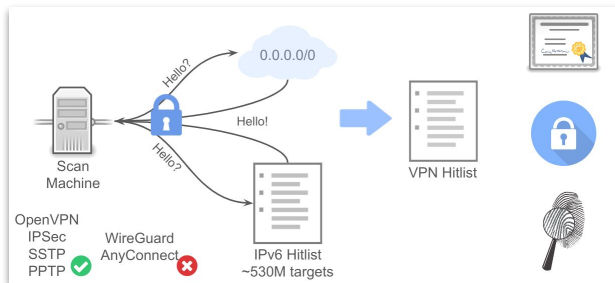 0.0.0.0/0
Hello?
Hello!
Hello?
Scan
Machine
VPN Hitlist
OpenVPN
IPSec
SSTP
PPTP
WireGuard
AnyConnect
IPv6 Hitlist
~530M targets